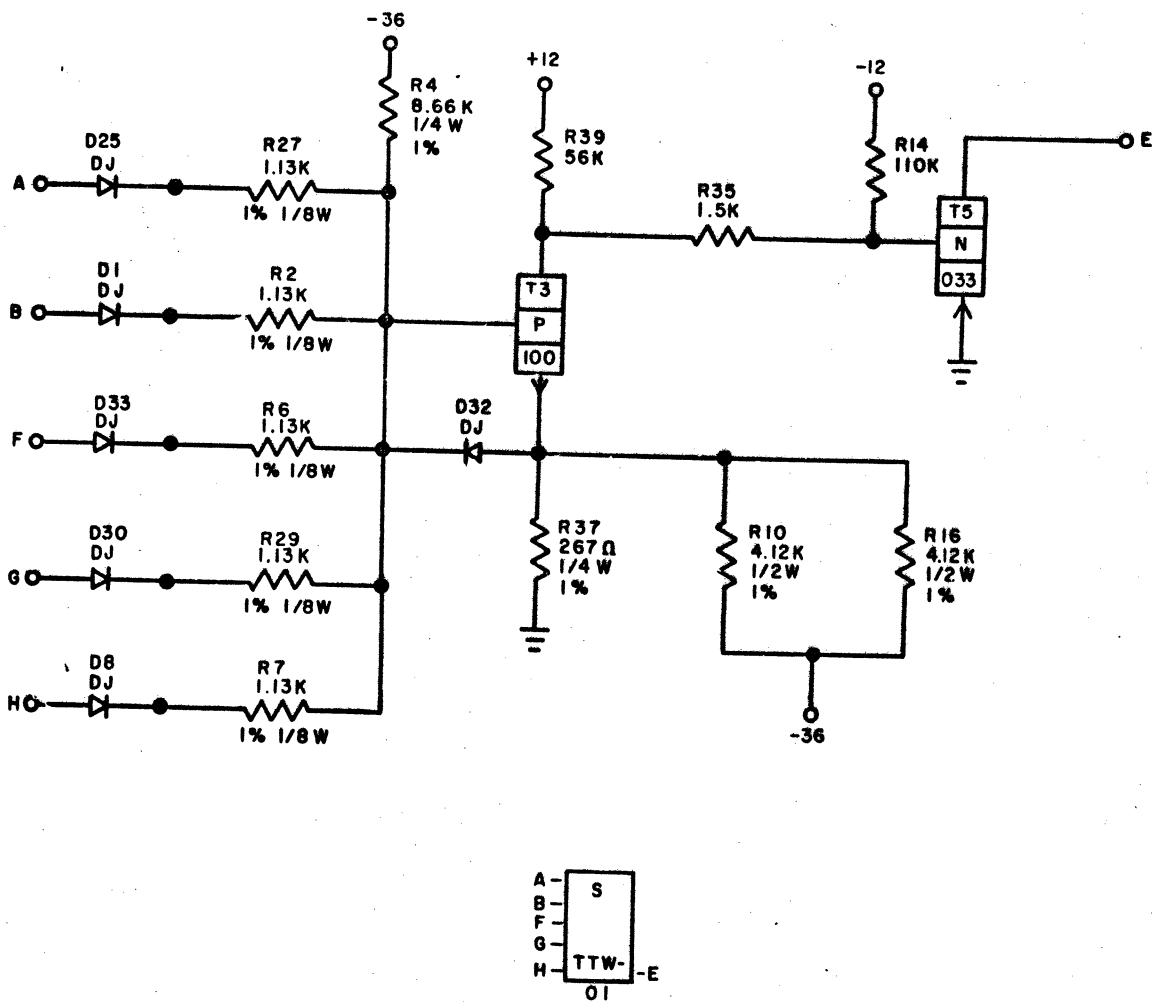 -36
R4
8.66K
1/4 W
1%
+12
R39
56K
-12
R14
110K
E
D25
DJ
A
R27
1.13K
1% 1/8W
R35
1.5K
T5
N
033
D1
DJ
B
R2
1.13K
1% 1/8W
T3
P
100
D33
DJ
F
R6
1.13K
1% 1/8W
D32
DJ
D30
DJ
G
R29
1.13K
1% 1/8W
R37
267Ω
1/4 W
1%
R10
4.12K
1/2W
1%
R16
4.12K
1/2W
1%
D8
DJ
H
R7
1.13K
1% 1/8W
-36
A
B
F
G
H
S
TTW-
-E
01